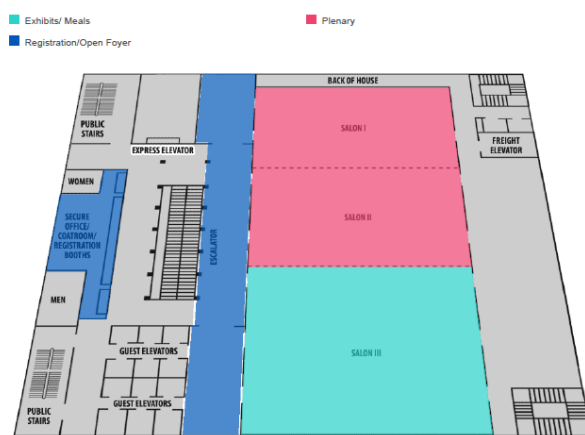 Exhibits/ Meals
Plenary
Registration/Open Foyer
BACK OF HOUSE
PUBLIC
STAIRS
SALON I
FREIGHT
ELEVATOR
EXPRESS ELEVATOR
WOMEN
SECURE
OFFICE/
COATROOM/
REGISTRATION
BOOTHS
SALON II
ESCALATOR
MEN
GUEST ELEVATORS
SALON III
GUEST ELEVATORS
PUBLIC
STAIRS